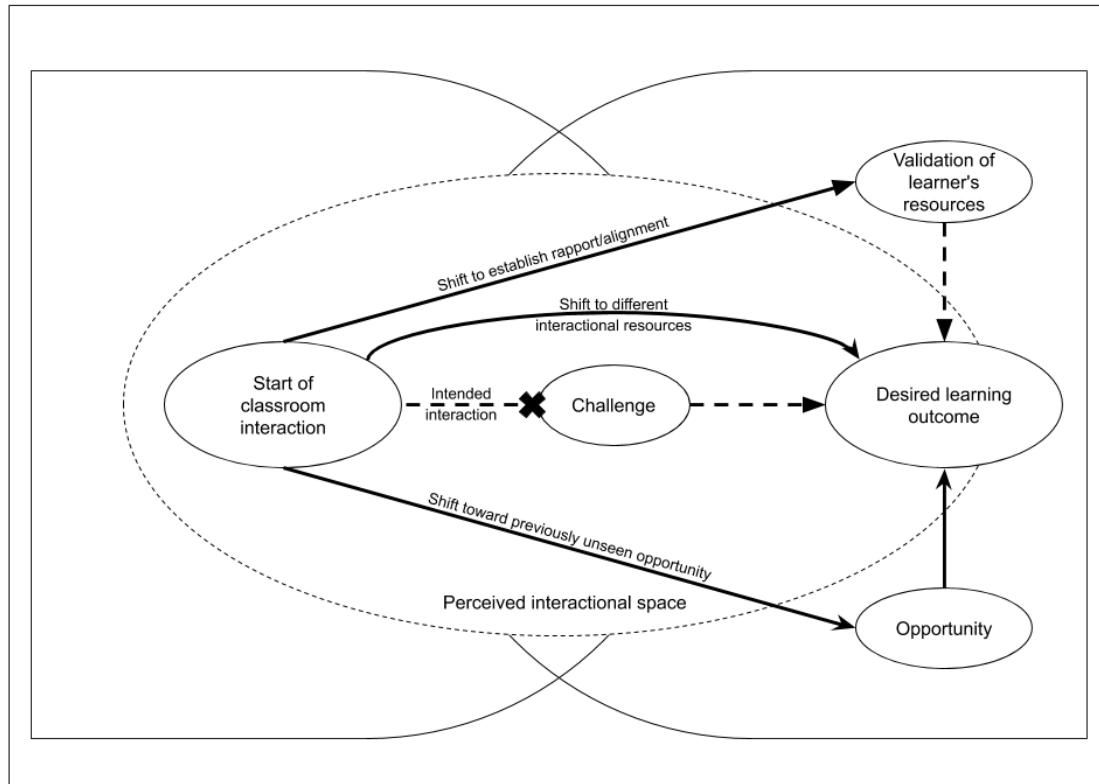 Validation of
learner's
resources
Shift to establish rapport/alignment
Shift to different
interactional resources
Start of
classroom
interaction
Intended
interaction
Challenge
Desired learning
outcome
Shift toward previously unseen opportunity
Perceived interactional space
Opportunity